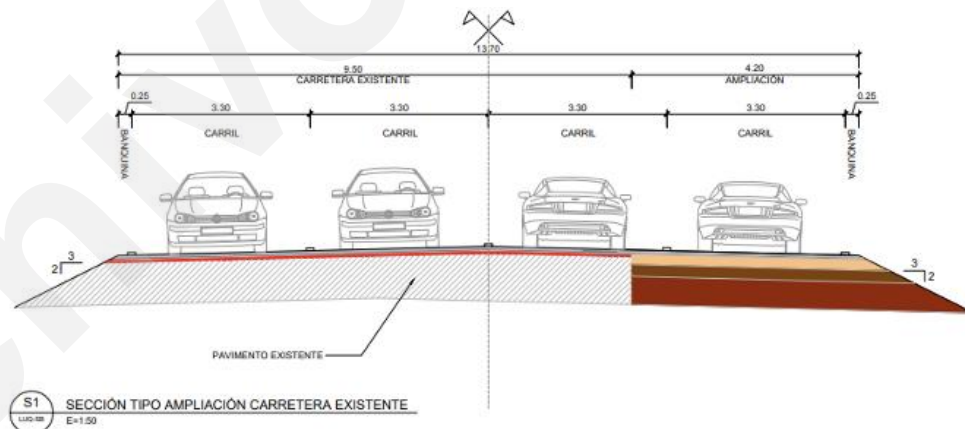 13.70
9.50
4.20
CARRETERA EXISTENTE
AMPLIACIÓN
0.25
3.30
3.30
3.30
3.30
0.25
BANQUINA
CARRIL
CARRIL
CARRIL
CARRIL
BANQUINA
3
2
3
2
PAVIMENTO EXISTENTE
S1
SECCIÓN TIPO AMPLIACIÓN CARRETERA EXISTENTE
E=1:50